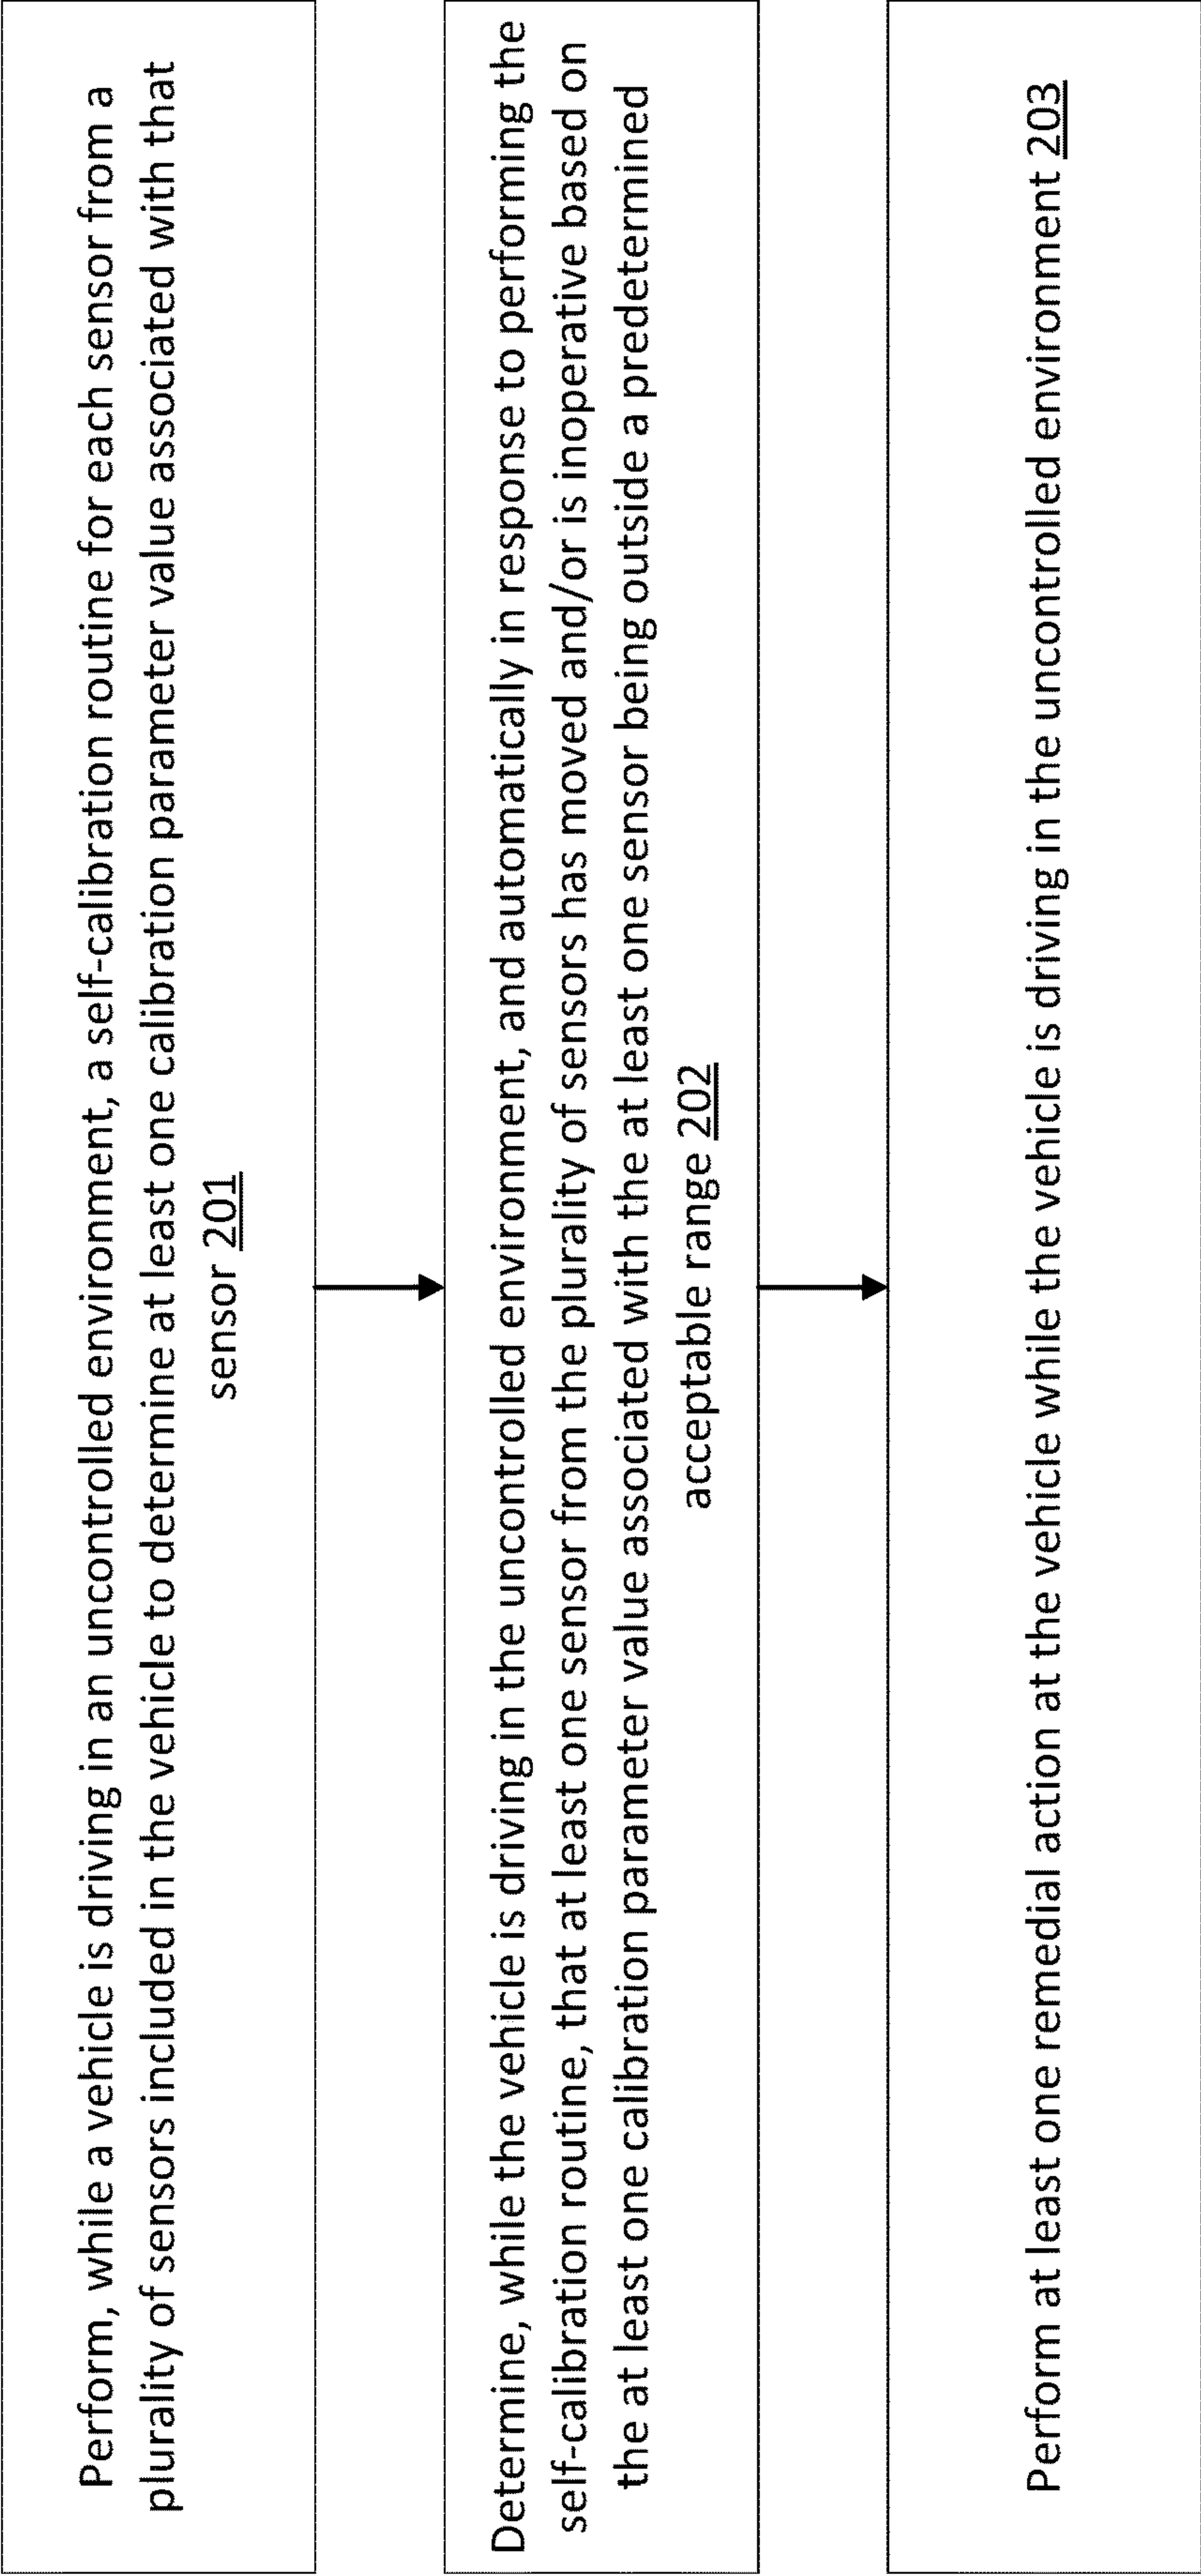 Perform, while a vehicle is driving in an uncontrolled environment, a self-calibration routine for each sensor from a
plurality of sensors included in the vehicle to determine at least one calibration parameter value associated with that
sensor 201
Determine, while the vehicle is driving in the uncontrolled environment, and automatically in response to performing the
self-calibration routine, that at least one sensor from the plurality of sensors has moved and/or is inoperative based on
the at least one calibration parameter value associated with the at least one sensor being outside a predetermined
acceptable range 202
Perform at least one remedial action at the vehicle while the vehicle is driving in the uncontrolled environment 203